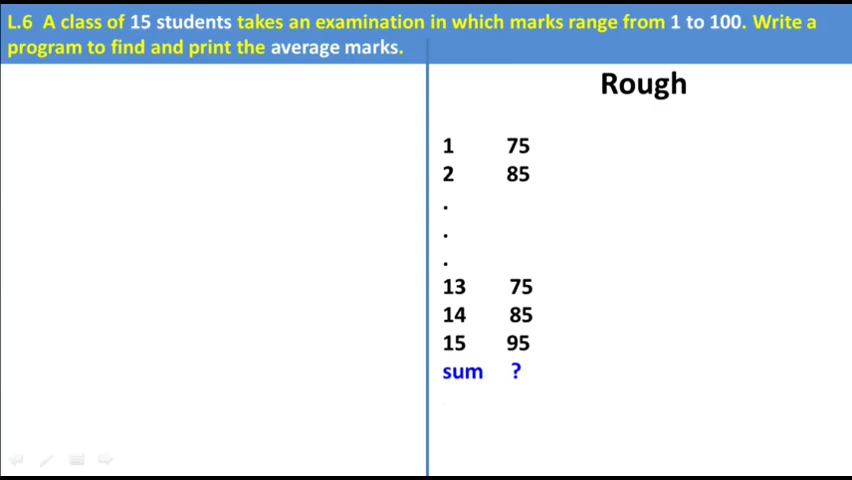 L.6 A class of 15 students takes an examination in which marks range from 1 to 100. Write a
program to find and print the average marks.
Rough
1 75
2 85
.
.
.
13 75
14 85
15 95
sum ?